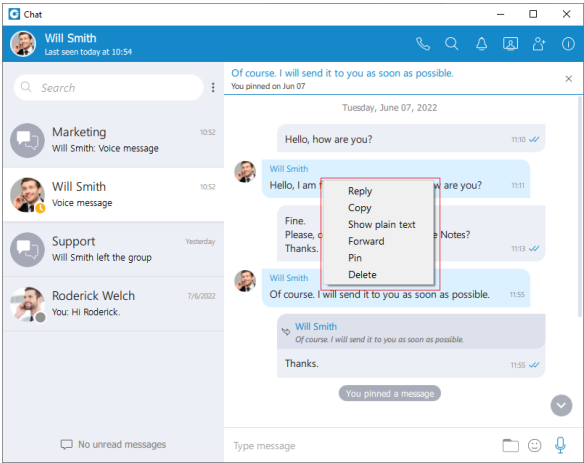 Chat
Will Smith
Last seen today at 10:54
Search
Marketing
10:52
Will Smith: Voice message
Will Smith
10:52
Voice message
Support
Yesterday
Will Smith left the group
Roderick Welch
7/6/2022
You: Hi Roderick.
No unread messages
Of course. I will send it to you as soon as possible.
You pinned on Jun 07
Tuesday, June 07, 2022
Hello, how are you?
11:10
Will Smith
Hello, I am f
w are you?
11:11
Fine.
Please, c
e Notes?
Thanks.
11:13
Reply
Copy
Show plain text
Forward
Pin
Delete
Will Smith
Of course. I will send it to you as soon as possible.
11:55
Will Smith
Of course. I will send it to you as soon as possible.
Thanks.
11:55
You pinned a message
Type message